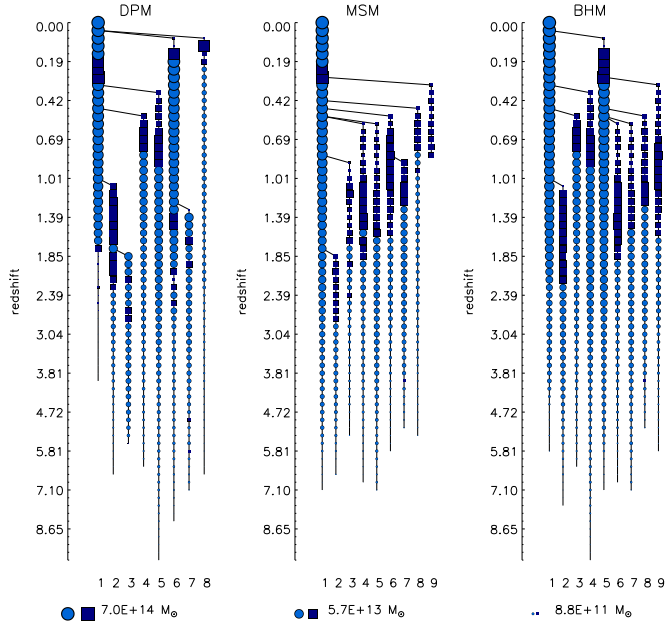 DPM MSM BHM
0.00 0.00 0.00
0.19 0.19 0.19
0.42 0.42 0.42
0.69 0.69 0.69
1.01 1.01 1.01
1.39 1.39 1.39
1.85 1.85 1.85
redshift redshift redshift
2.39 2.39 2.39
3.04 3.04 3.04
3.81 3.81 3.81
4.72 4.72 4.72
5.81 5.81 5.81
7.10 7.10 7.10
8.65 8.65 8.65
1 2 3 4 5 6 7 8 1 2 3 4 5 6 7 8 9 1 2 3 4 5 6 7 8 9
7.0E+14 M☉ 5.7E+13 M☉ 8.8E+11 M☉